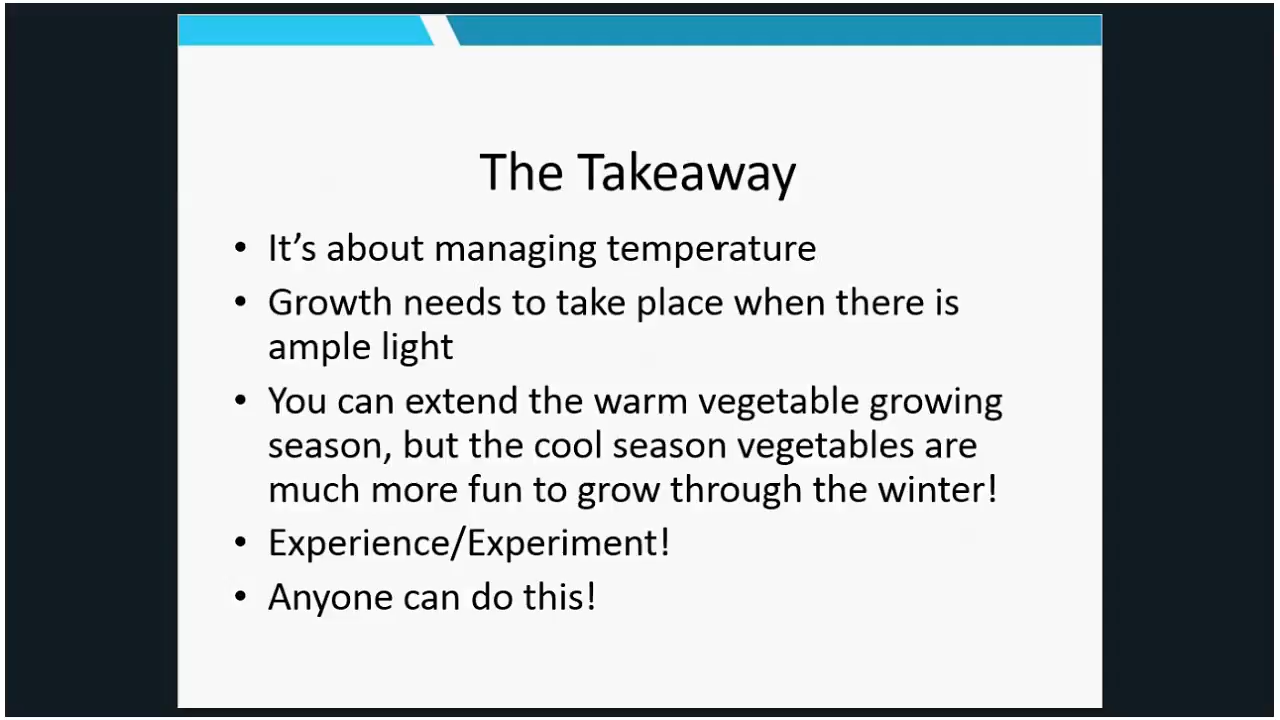 The Takeaway
• It’s about managing temperature
• Growth needs to take place when there is
ample light
• You can extend the warm vegetable growing
season, but the cool season vegetables are
much more fun to grow through the winter!
• Experience/Experiment!
• Anyone can do this!